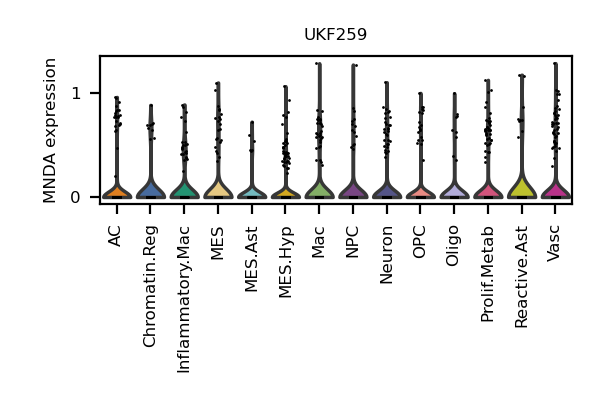 UKF259
MNDA expression
1
0
AC
Chromatin.Reg
Inflammatory.Mac
MES
MES.Ast
MES.Hyp
Mac
NPC
Neuron
OPC
Oligo
Prolif.Metab
Reactive.Ast
Vasc